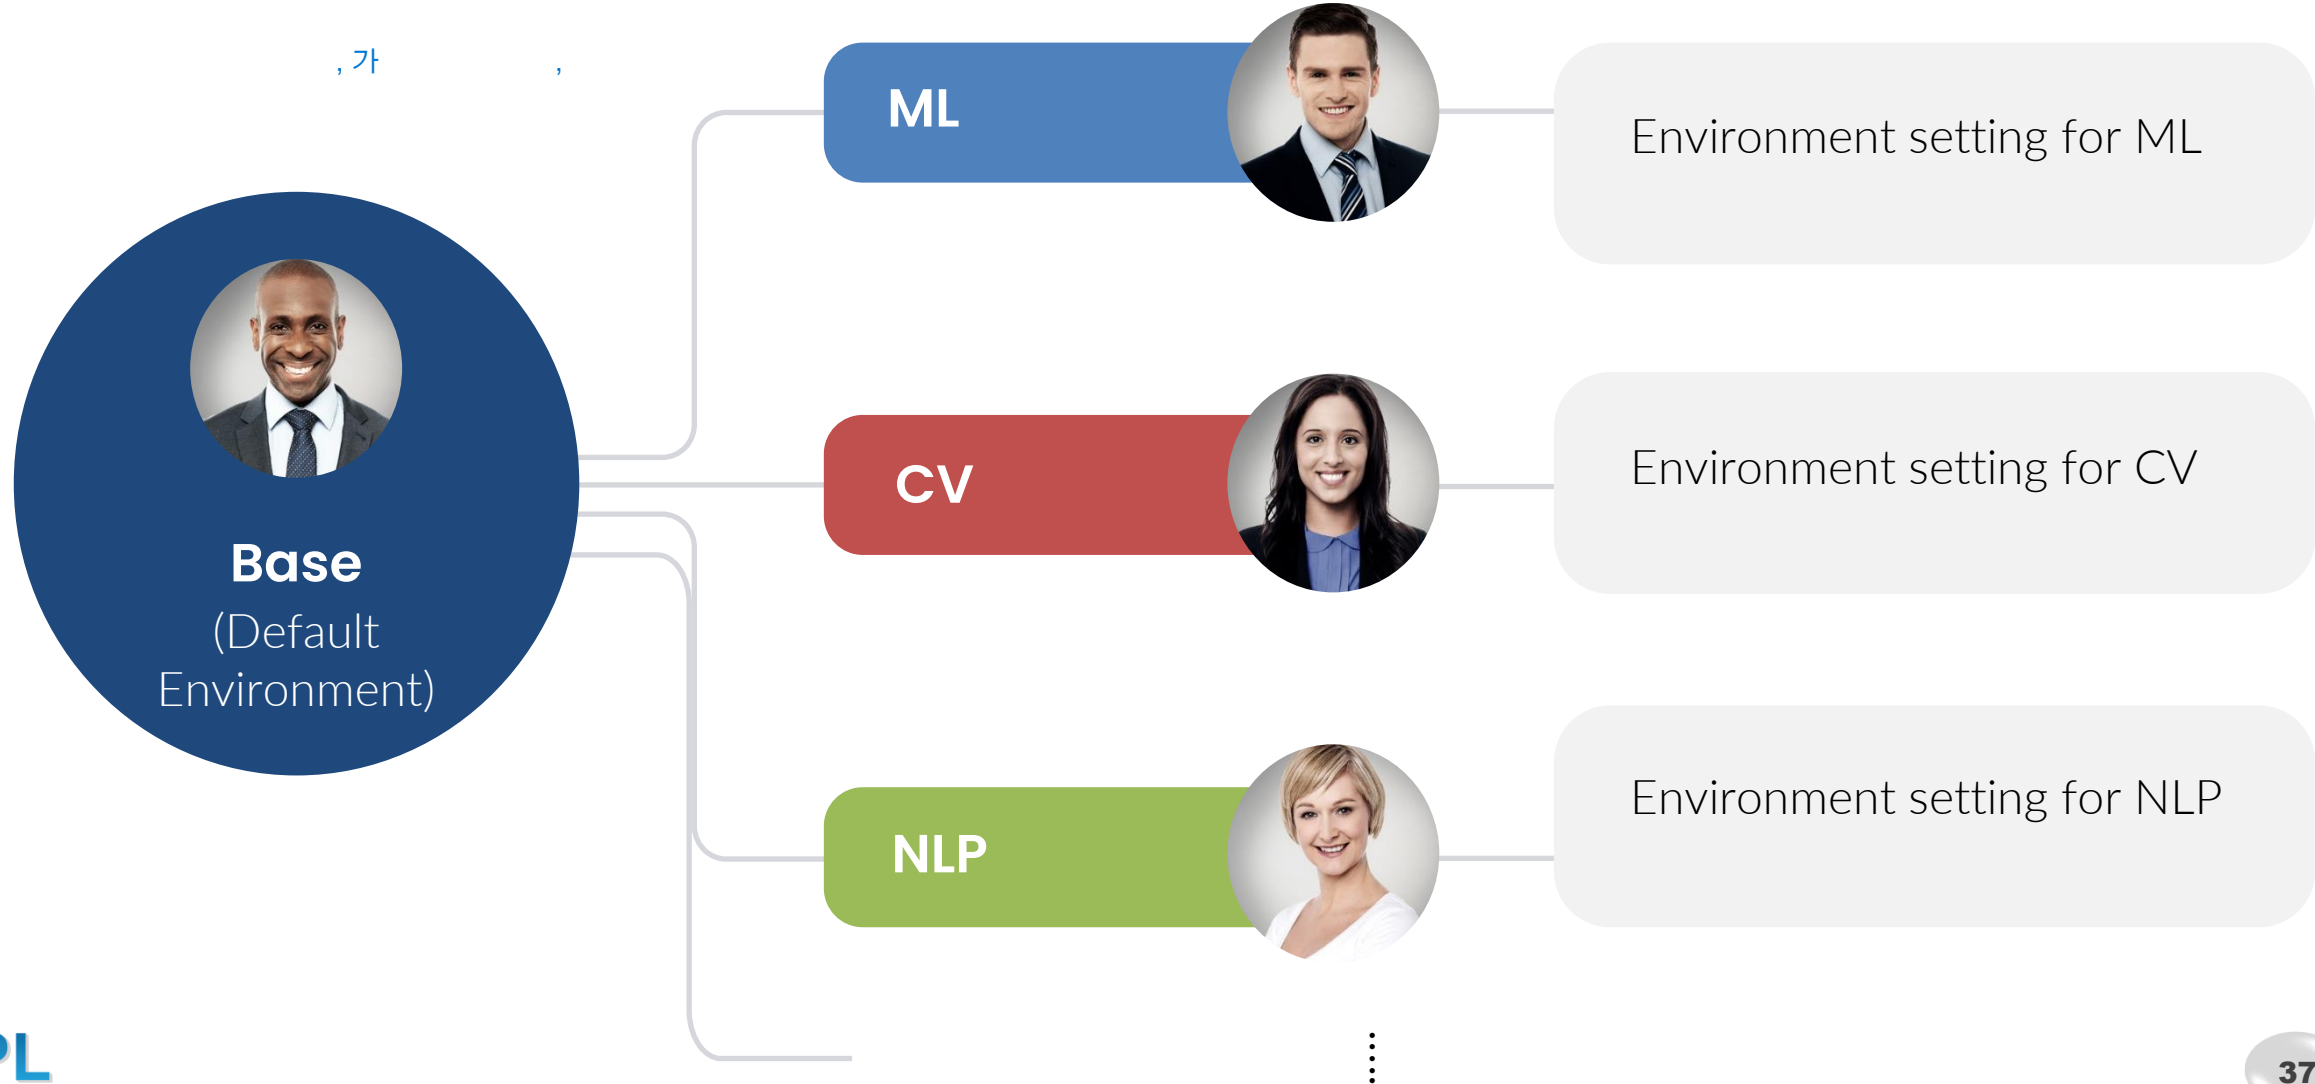 , 가 ,
ML
Environment setting for ML
Base
(Default
Environment)
CV
Environment setting for CV
NLP
Environment setting for NLP
PL
37